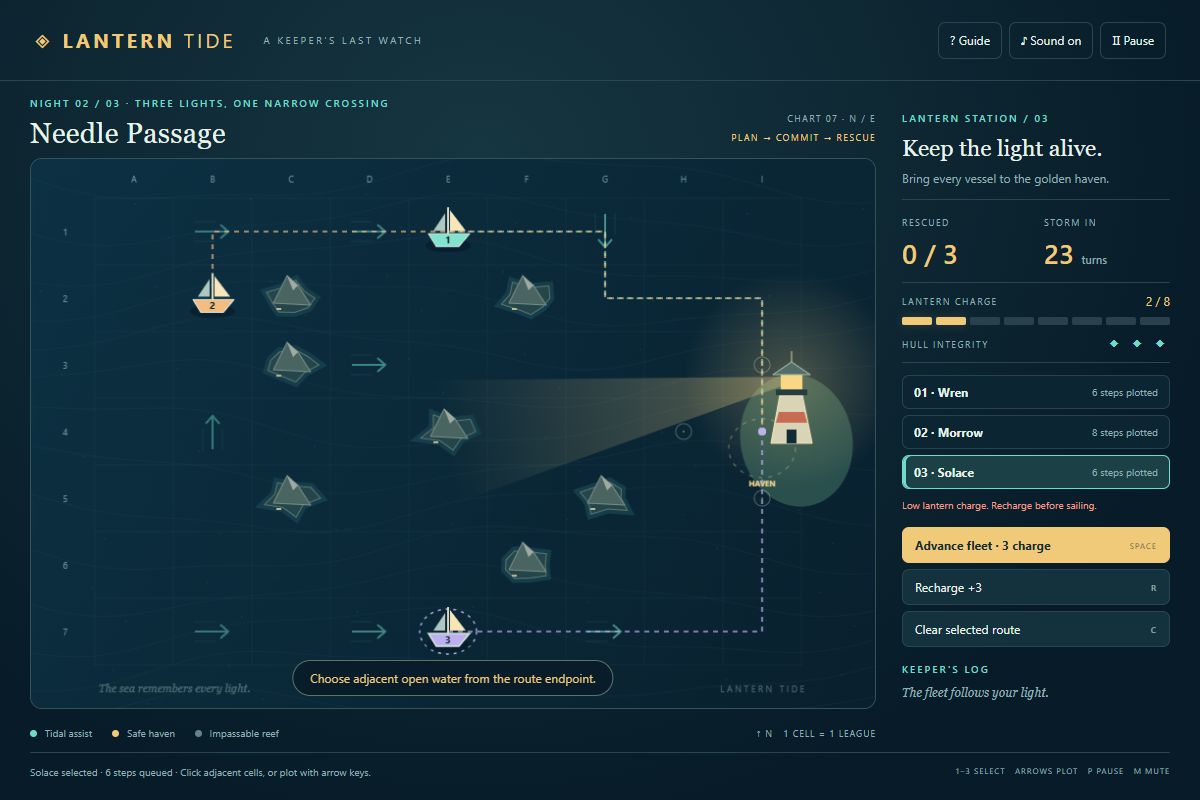 ◈ LANTERN TIDE
A KEEPER'S LAST WATCH
? Guide
♪ Sound on
II Pause
NIGHT 02 / 03 · THREE LIGHTS, ONE NARROW CROSSING
Needle Passage
CHART 07 · N / E
PLAN → COMMIT → RESCUE
A B C D E F G H I
1
1
2
2
3
4
HAVEN
5
6
7
3
Choose adjacent open water from the route endpoint.
The sea remembers every light.
LANTERN TIDE
Tidal assist
Safe haven
Impassable reef
↑ N 1 CELL = 1 LEAGUE
LANTERN STATION / 03
Keep the light alive.
Bring every vessel to the golden haven.
RESCUED
0 / 3
STORM IN
23 turns
LANTERN CHARGE
2 / 8
HULL INTEGRITY
01 · Wren
6 steps plotted
02 · Morrow
8 steps plotted
03 · Solace
6 steps plotted
Low lantern charge. Recharge before sailing.
Advance fleet · 3 charge
SPACE
Recharge +3
R
Clear selected route
C
KEEPER'S LOG
The fleet follows your light.
Solace selected · 6 steps queued · Click adjacent cells, or plot with arrow keys.
1–3 SELECT ARROWS PLOT P PAUSE M MUTE